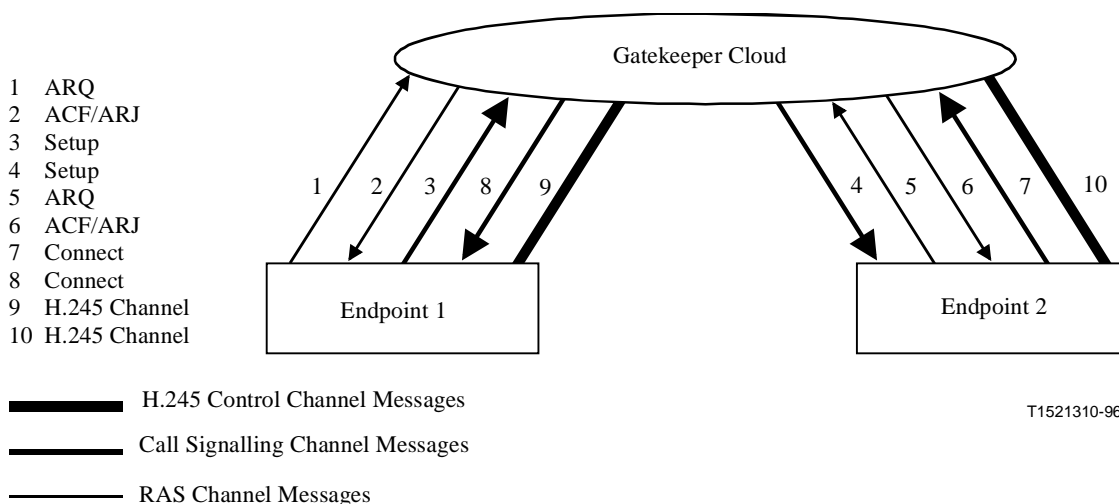 Gatekeeper Cloud
1 ARQ
2 ACF/ARJ
3 Setup
4 Setup
5 ARQ
6 ACF/ARJ
7 Connect
8 Connect
9 H.245 Channel
10 H.245 Channel
1 2 3 8 9 4 5 6 7 10
Endpoint 1
Endpoint 2
H.245 Control Channel Messages
T1521310-96
Call Signalling Channel Messages
RAS Channel Messages